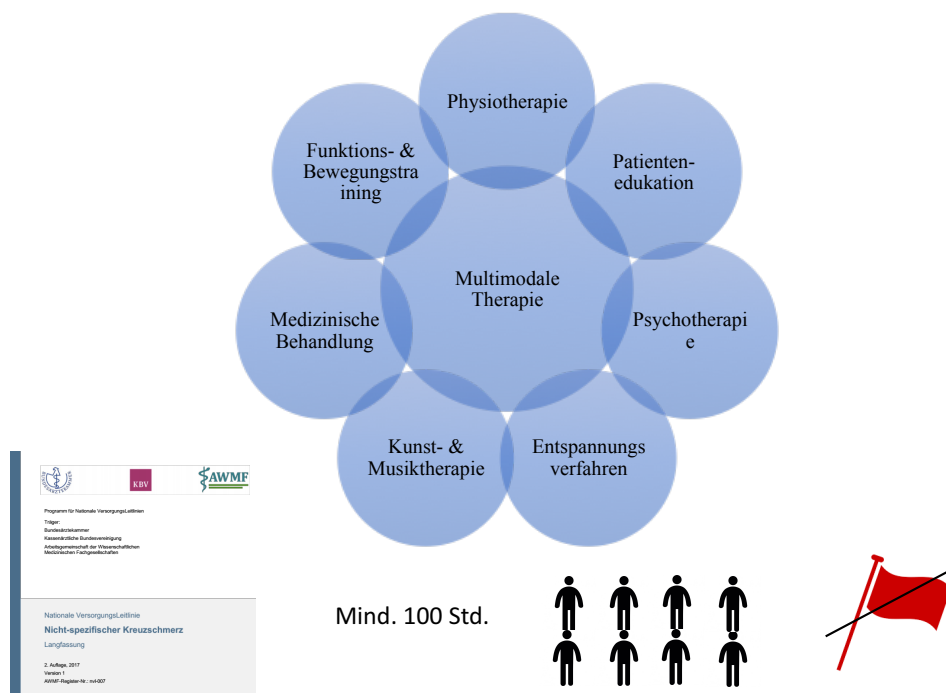 Physiotherapie
Funktions- &
Bewegungstra
ining
Patienten-
edukation
Multimodale
Therapie
Medizinische
Behandlung
Psychotherapi
e
Kunst- &
Musiktherapie
Entspannungs
verfahren
KBV
AWMF
Programm für Nationale VersorgungsLeitlinien
Träger:
Bundesärztekammer
Kassenärztliche Bundesvereinigung
Arbeitsgemeinschaft der Wissenschaftlichen
Medizinischen Fachgesellschaften
Nationale VersorgungsLeitlinie
Nicht-spezifischer Kreuzschmerz
Langfassung
2. Auflage, 2017
Version 1
AWMF-Register-Nr.: nvl-007
Mind. 100 Std.